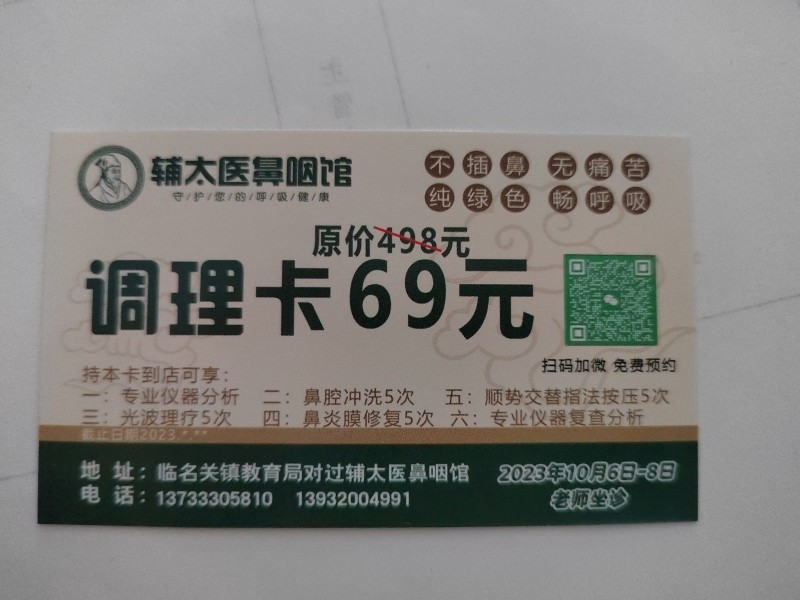 辅太医鼻咽馆
守/护/您/的/呼/吸/健/康
不插鼻 无痛苦
纯绿色 畅呼吸
原价498元
调理卡69元
扫码加微 免费预约
持本卡到店可享：
一：专业仪器分析 二：鼻腔冲洗5次 五：顺势交替指法按压5次
三：光波理疗5次 四：鼻炎膜修复5次 六：专业仪器复查分析
截止日期2023.*.**
地 址：临名关镇教育局对过辅太医鼻咽馆
电 话：13733305810 13932004991
2023年10月6日-8日
老师坐诊